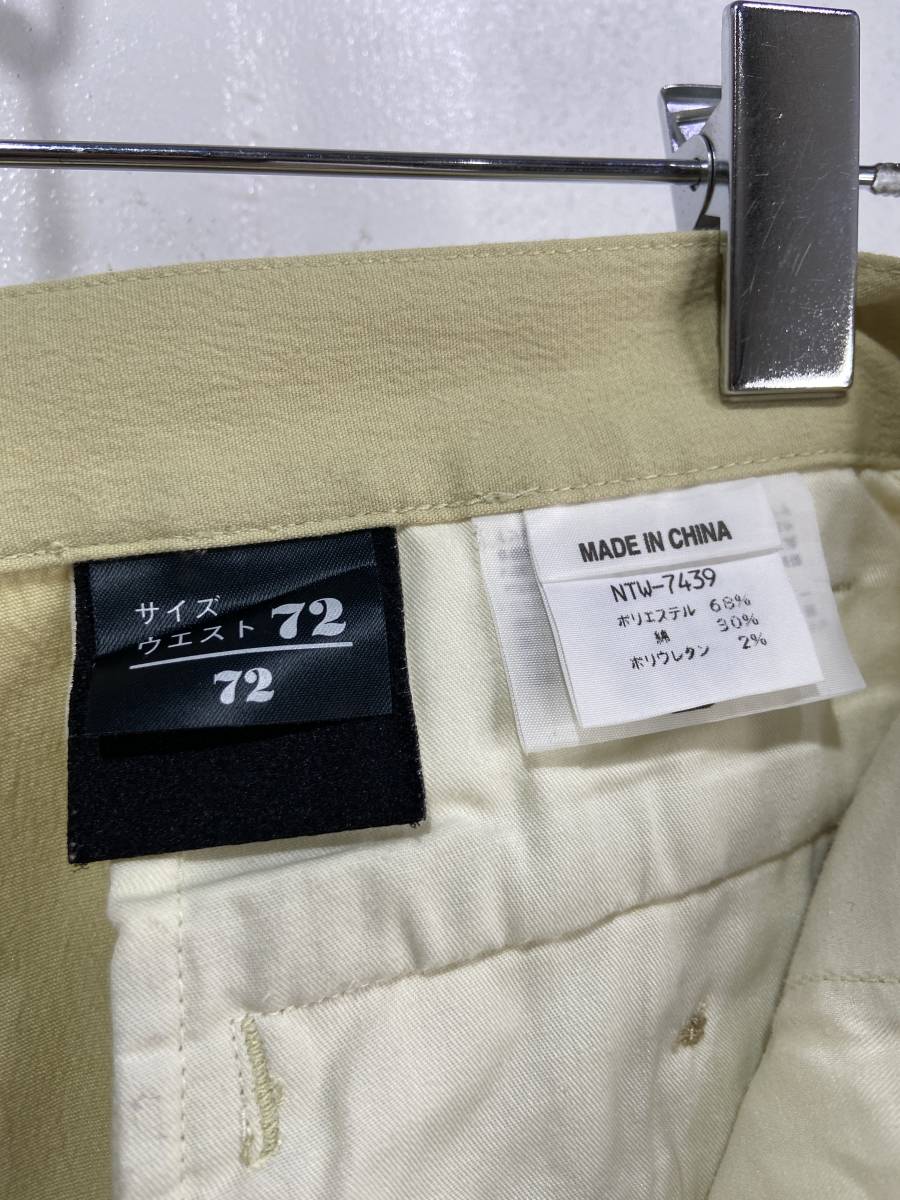 サイズ
ウエスト 72
72
MADE IN CHINA
NTW-7439
ポリエステル 68%
綿 30%
ポリウレタン 2%